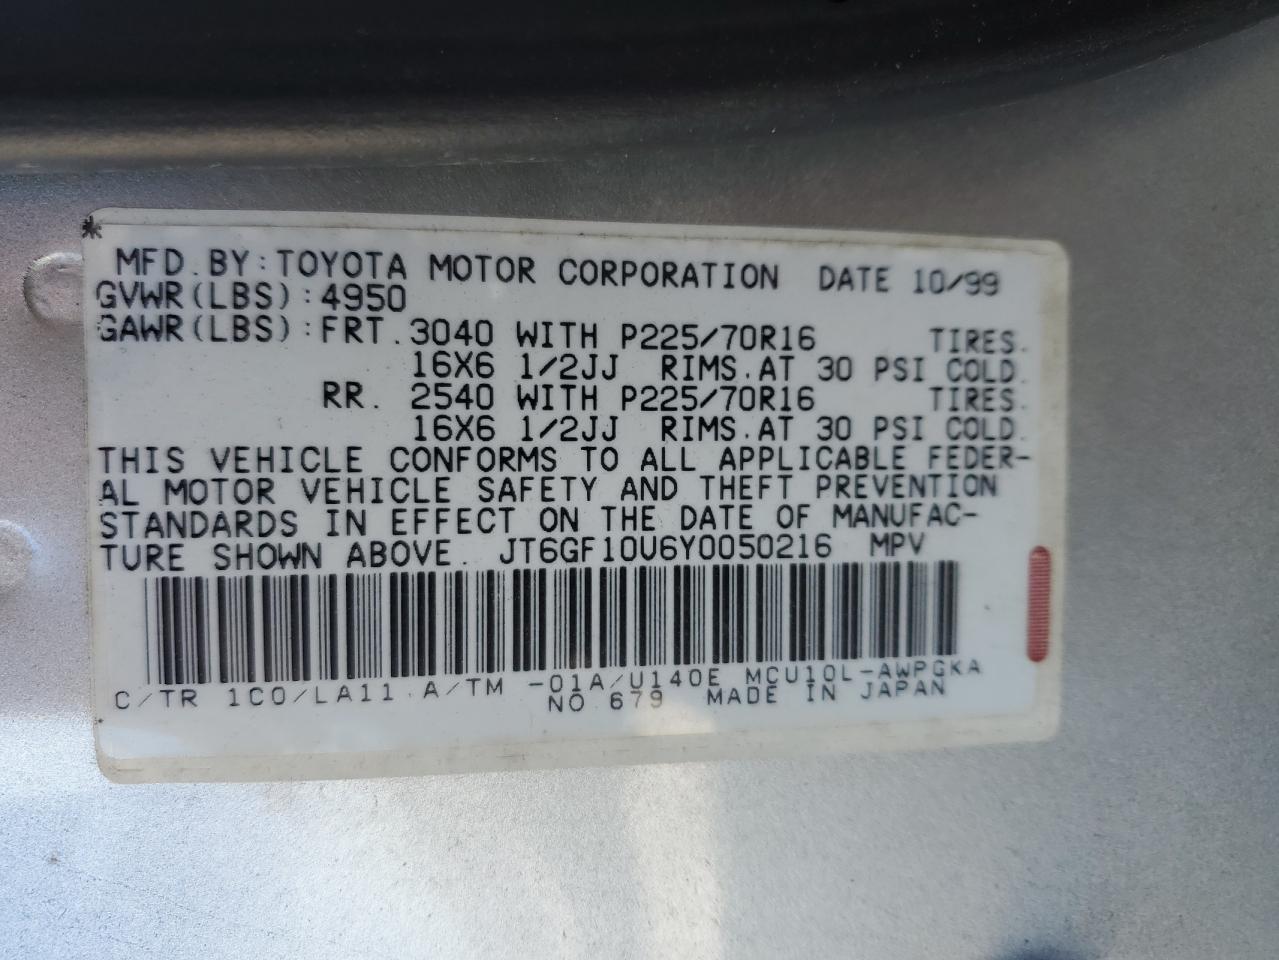 MFD. BY: TOYOTA MOTOR CORPORATION DATE 10/99
GVWR(LBS): 4950
GAWR(LBS): FRT. 3040 WITH P225/70R16 TIRES.
16X6 1/2JJ RIMS. AT 30 PSI COLD.
RR. 2540 WITH P225/70R16 TIRES.
16X6 1/2JJ RIMS. AT 30 PSI COLD.
THIS VEHICLE CONFORMS TO ALL APPLICABLE FEDER-
AL MOTOR VEHICLE SAFETY AND THEFT PREVENTION
STANDARDS IN EFFECT ON THE DATE OF MANUFAC-
TURE SHOWN ABOVE. JT6GF10U6Y0050216 MPV
C/TR 1C0/LA11 A/TM -01A/U140E MCU10L-AWPGKA
NO.679 MADE IN JAPAN